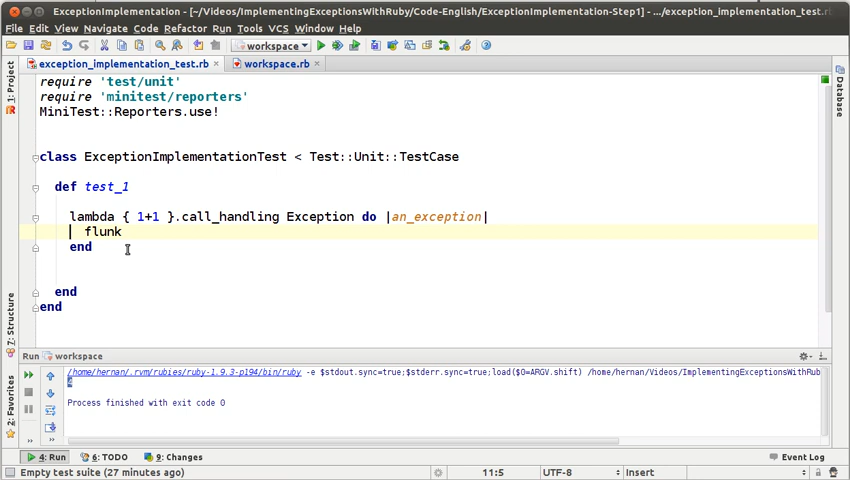 ExceptionImplementation - [~/Videos/ImplementingExceptionsWithRuby/Code-English/ExceptionImplementation-Step1] - .../exception_implementation_test.rb
File Edit View Navigate Code Refactor Run Tools VCS Window Help
workspace
exception_implementation_test.rb workspace.rb
1: Project
Database
require 'test/unit'
require 'minitest/reporters'
MiniTest::Reporters.use!
class ExceptionImplementationTest < Test::Unit::TestCase
def test_1
lambda { 1+1 }.call_handling Exception do |an_exception|
flunk
end
end
end
7: Structure
2: Favorites
Run workspace
/home/hernan/.rvm/rubies/ruby-1.9.3-p194/bin/ruby -e $stdout.sync=true;$stderr.sync=true;load($0=ARGV.shift) /home/hernan/Videos/ImplementingExceptionsWithRub
Process finished with exit code 0
4: Run 6: TODO 9: Changes Event Log
Empty test suite (27 minutes ago) 11:5 UTF-8 Insert